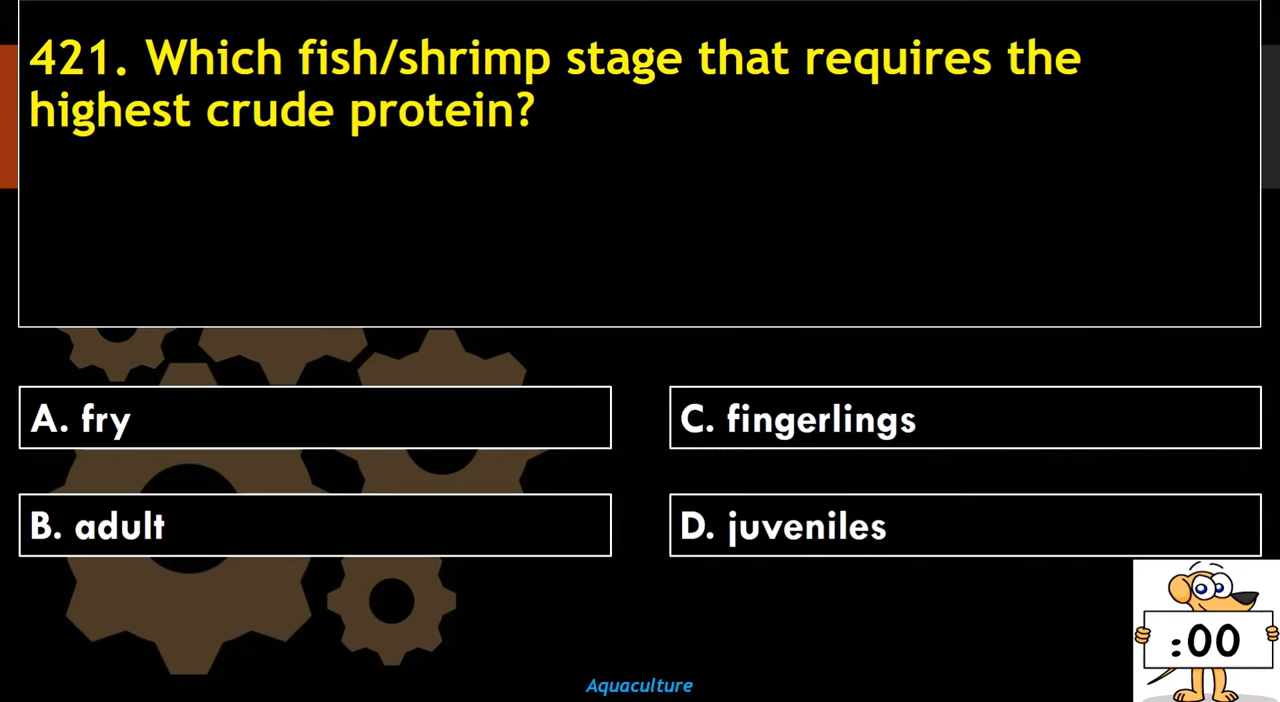 421. Which fish/shrimp stage that requires the
highest crude protein?
A. fry
C. fingerlings
B. adult
D. juveniles
:00
Aquaculture